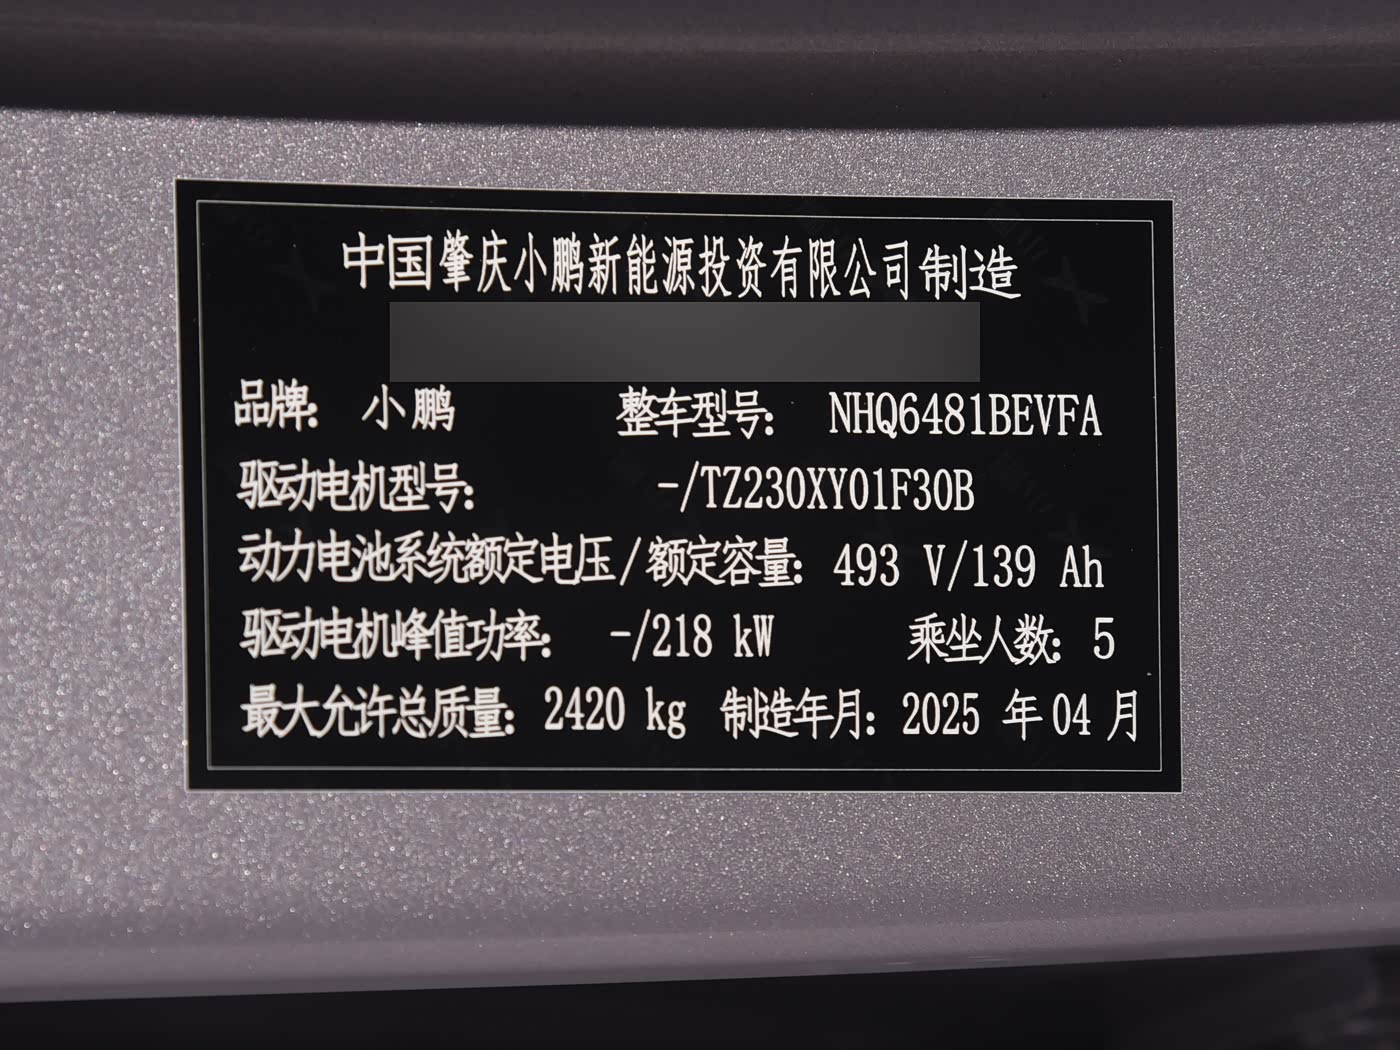 中国肇庆小鹏新能源投资有限公司制造
品牌: 小鹏 整车型号: NHQ6481BEVFA
驱动电机型号: -/TZ230XY01F30B
动力电池系统额定电压/额定容量: 493 V/139 Ah
驱动电机峰值功率: -/218 kW 乘坐人数: 5
最大允许总质量: 2420 kg 制造年月: 2025 年 04 月